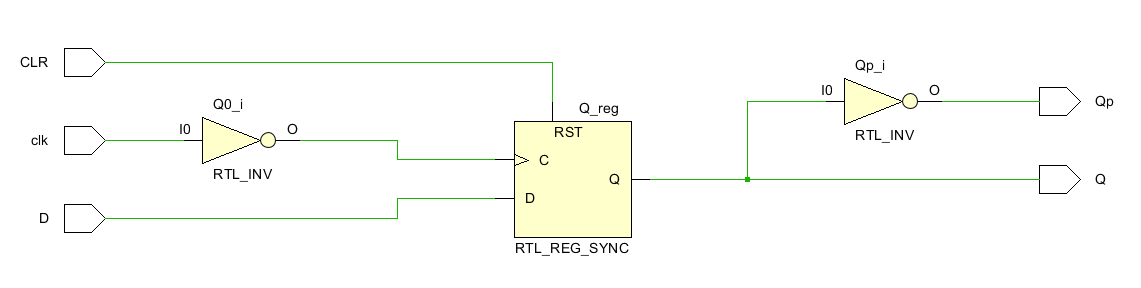 CLR
Q0_i
Q_reg
Qp_i
I0
O
Qp
RTL_INV
clk
I0
O
RTL_INV
RST
C
Q
D
Q
D
RTL_REG_SYNC